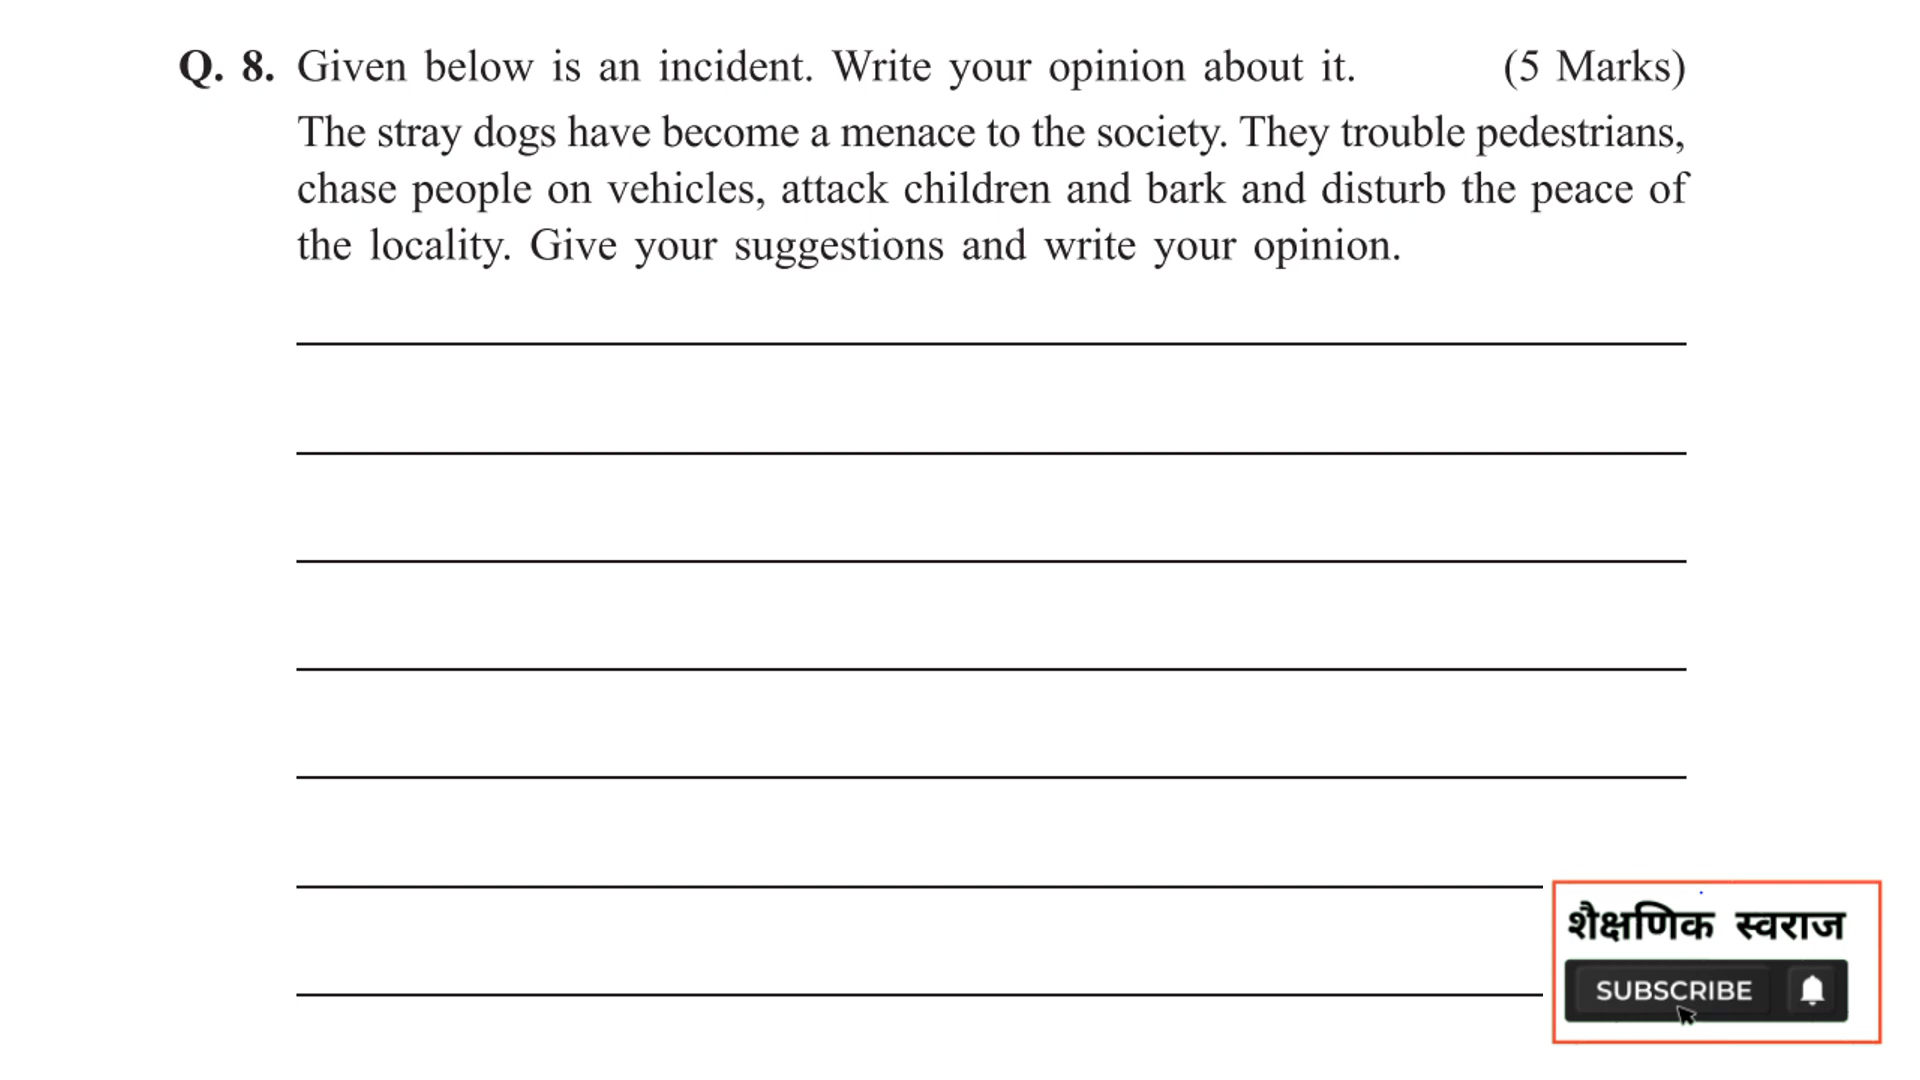 Q. 8. Given below is an incident. Write your opinion about it. (5 Marks)
The stray dogs have become a menace to the society. They trouble pedestrians,
chase people on vehicles, attack children and bark and disturb the peace of
the locality. Give your suggestions and write your opinion.
शैक्षणिक स्वराज
SUBSCRIBE